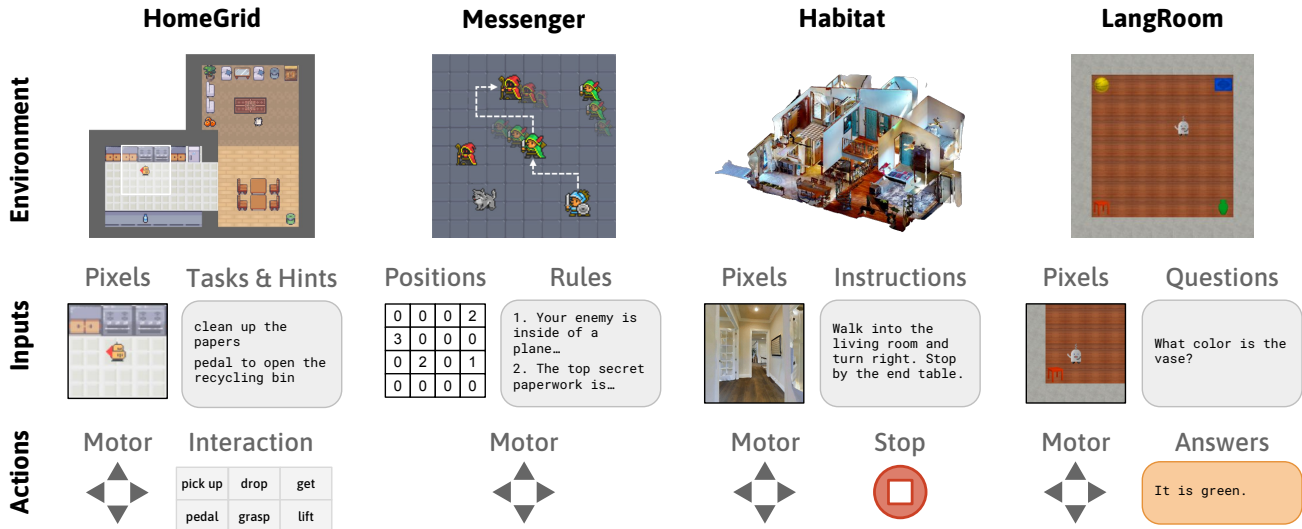 HomeGrid
Messenger
Habitat
LangRoom
Environment
Inputs
Pixels
Tasks & Hints
clean up the
papers
pedal to open the
recycling bin
Positions
0 0 0 2
3 0 0 0
0 2 0 1
0 0 0 0
Rules
1. Your enemy is
inside of a
plane…
2. The top secret
paperwork is…
Pixels
Instructions
Walk into the
living room and
turn right. Stop
by the end table.
Pixels
Questions
What color is the
vase?
Actions
Motor
Interaction
pick up drop get
pedal grasp lift
Motor
Motor
Stop
Motor
Answers
It is green.